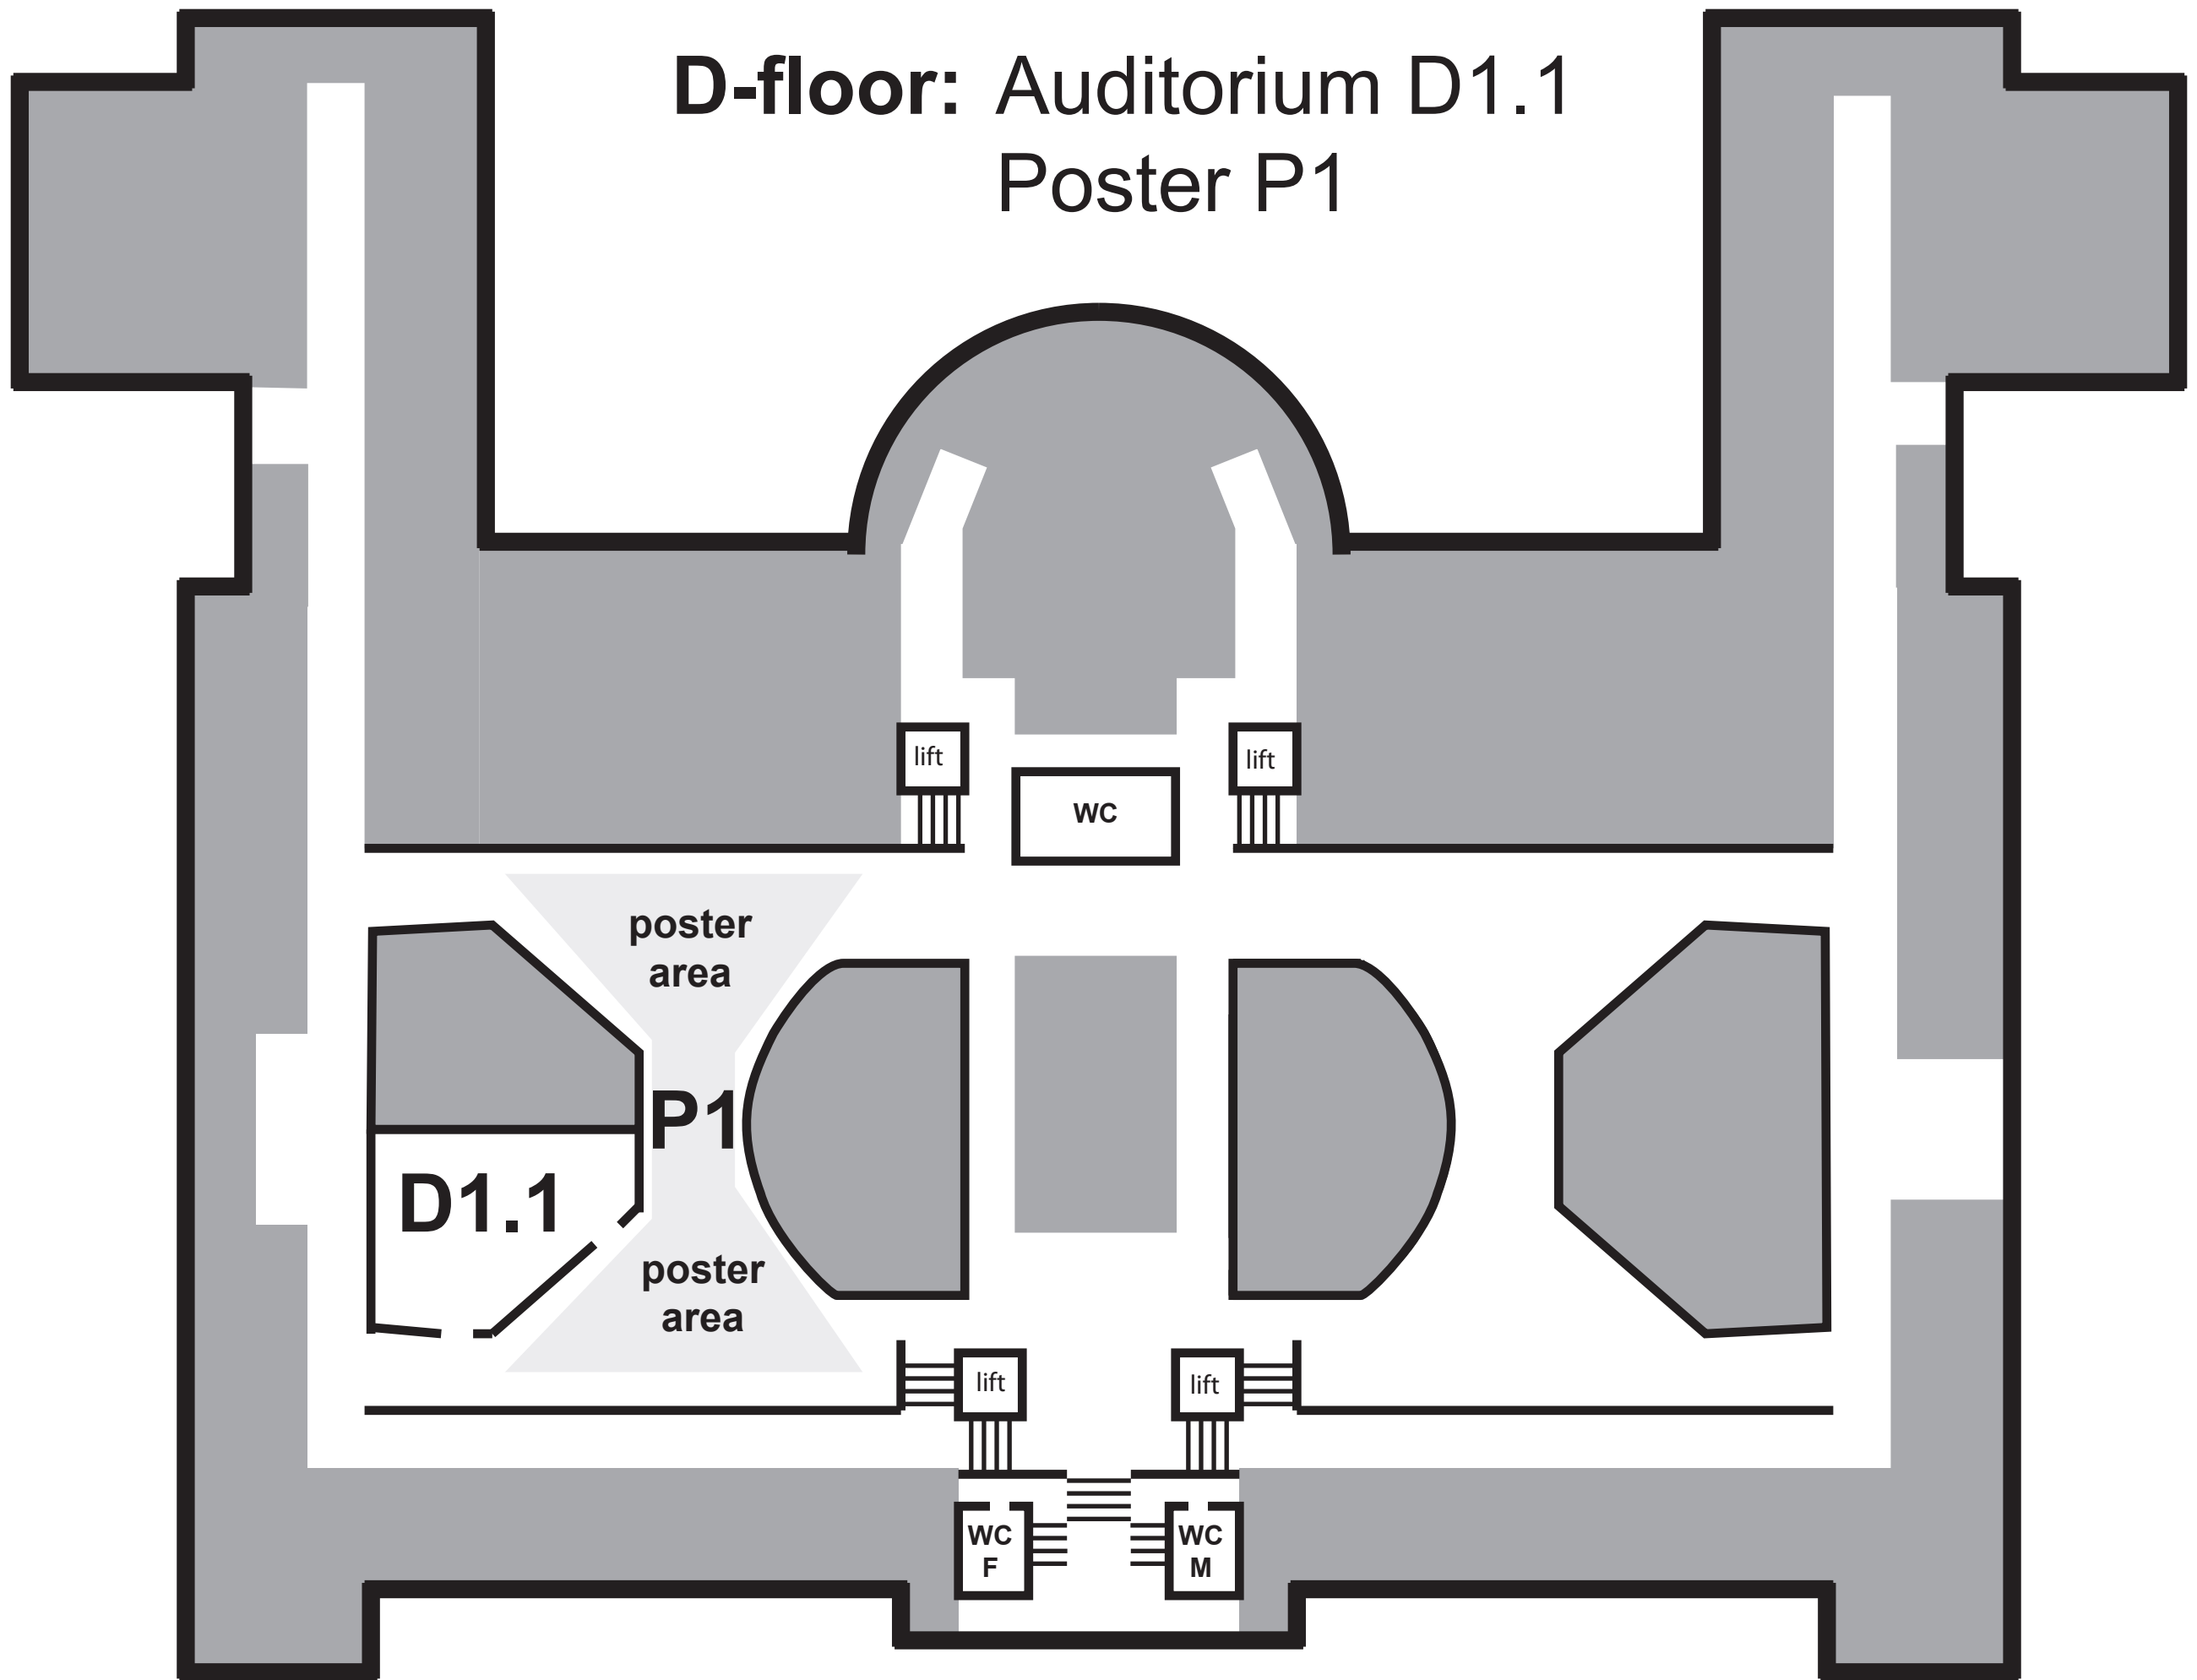 D-floor: Auditorium D1.1
Poster P1
lift
lift
WC
poster
area
P1
D1.1
poster
area
lift
lift
WC
F
WC
M